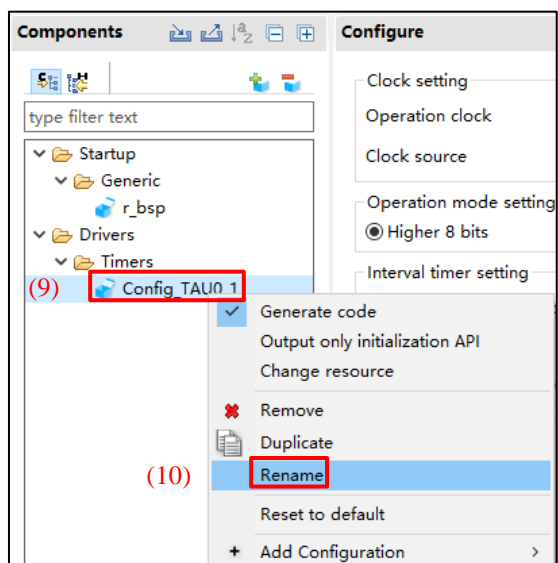 Components
Configure
type filter text
Startup
Generic
r_bsp
Drivers
Timers
(9)
Config_TAU0_1
Clock setting
Operation clock
Clock source
Operation mode setting
Higher 8 bits
Interval timer setting
Generate code
Output only initialization API
Change resource
Remove
Duplicate
(10)
Rename
Reset to default
Add Configuration